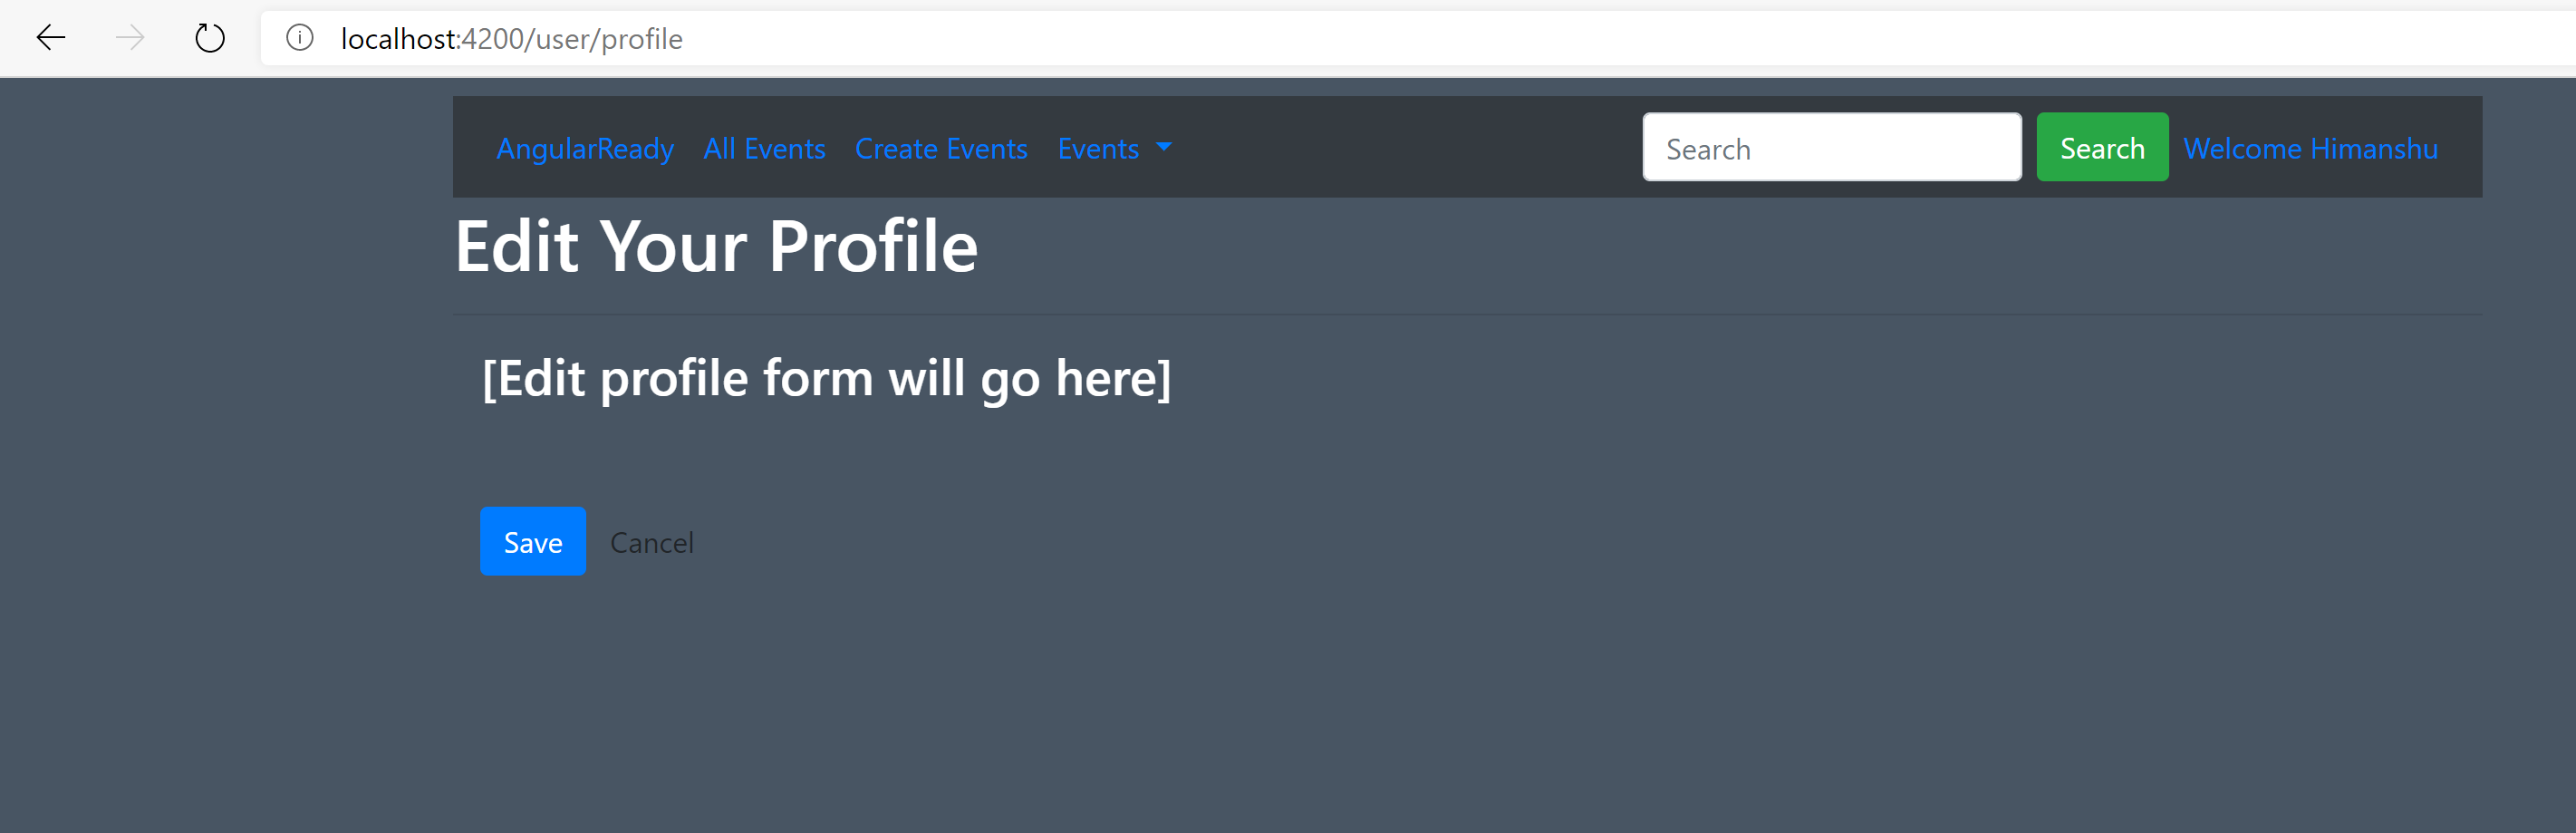 localhost:4200/user/profile
AngularReady All Events Create Events Events Search Search Welcome Himanshu
Edit Your Profile
[Edit profile form will go here]
Save Cancel